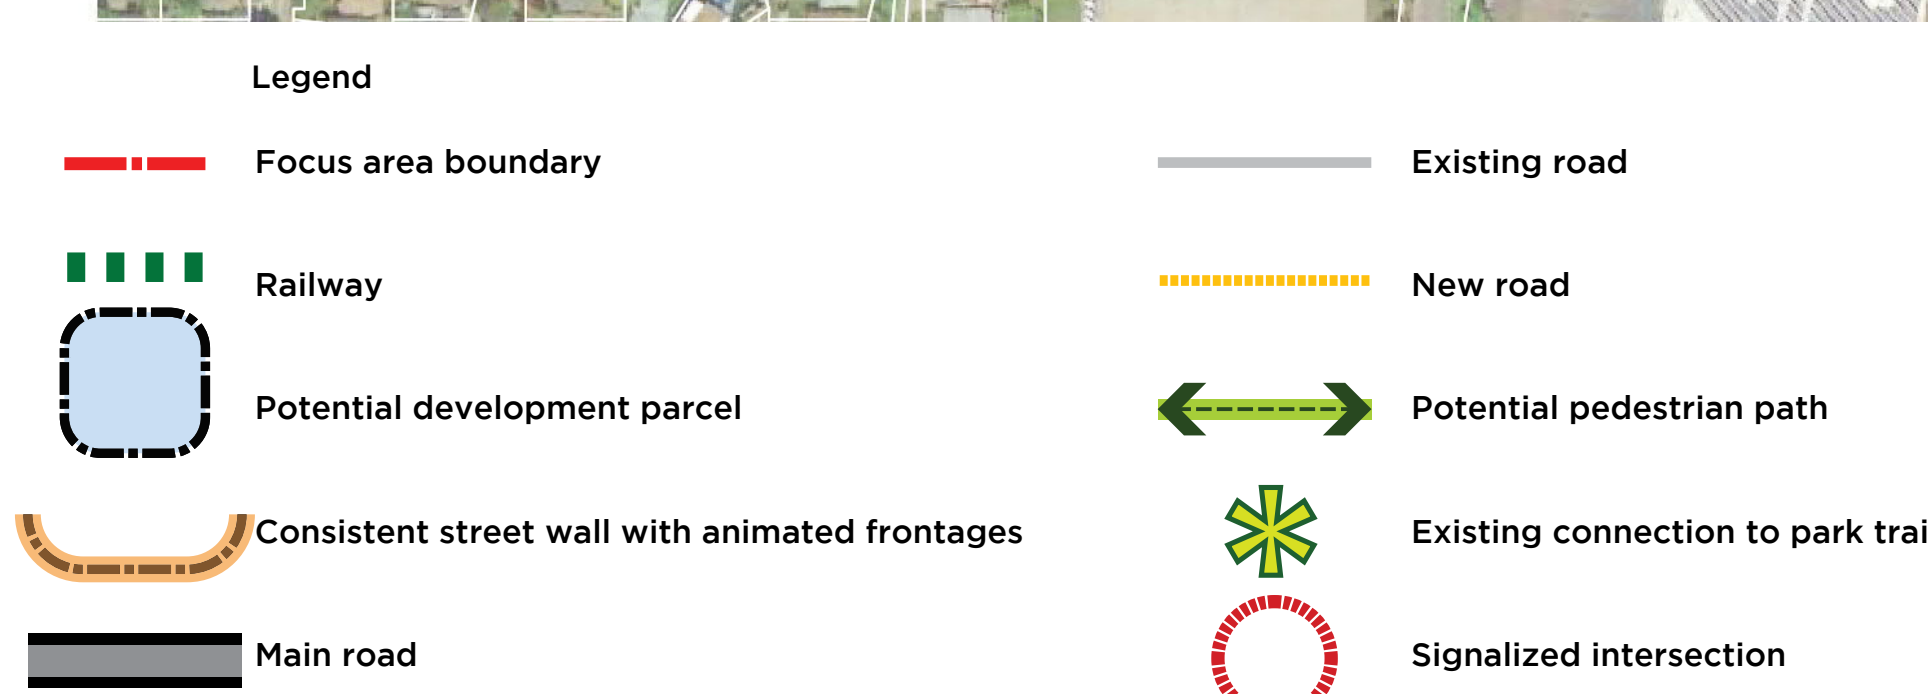 Legend
Focus area boundary
Railway
Potential development parcel
Consistent street wall with animated frontages
Main road
Existing road
New road
Potential pedestrian path
Existing connection to park trai
Signalized intersection